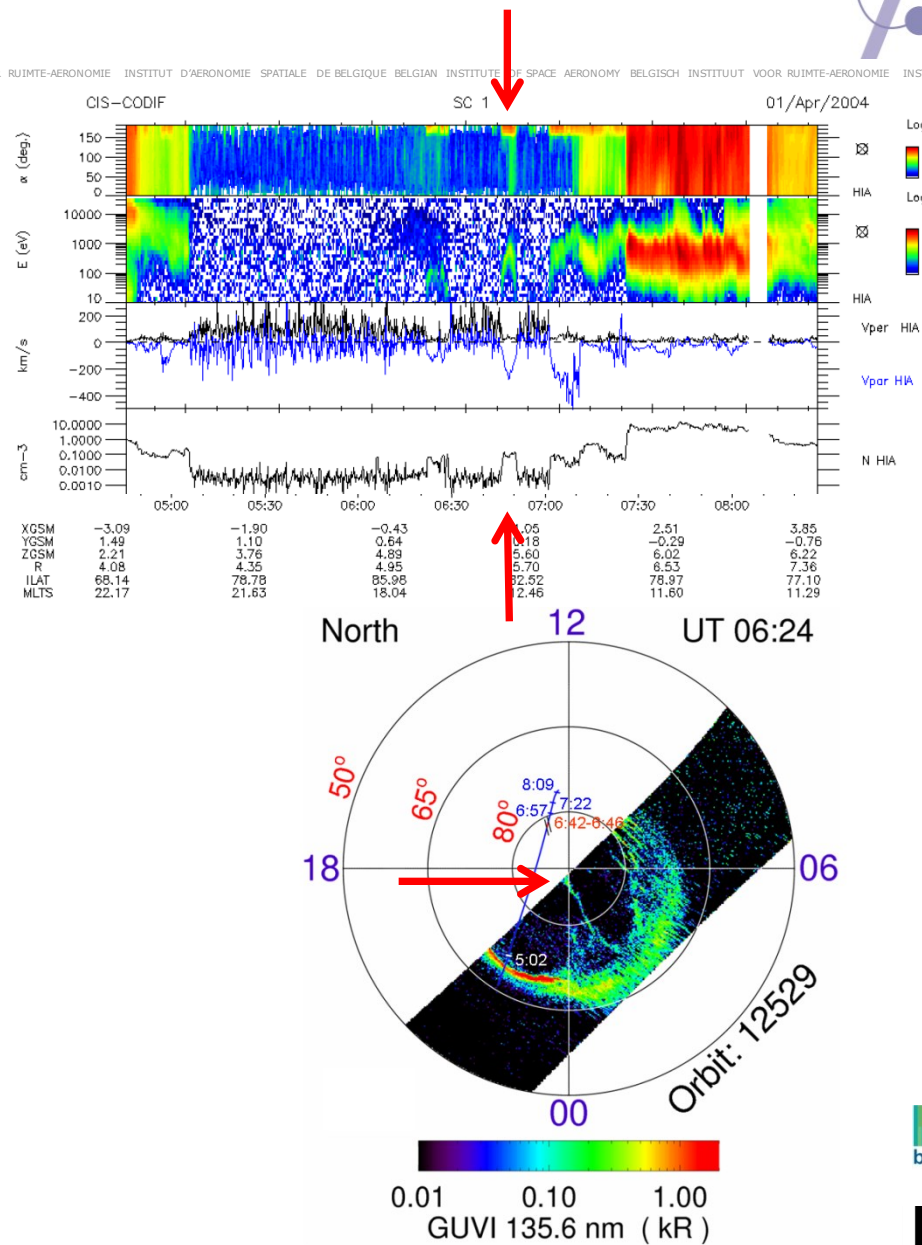 RUIMTE-AERONOMIE INSTITUT D'AERONOMIE SPATIALE DE BELGIQUE BELGIAN INSTITUTE OF SPACE AERONOMY BELGISCH INSTITUUT VOOR RUIMTE-AERONOMIE INS
CIS-CODIF SC 1 01/Apr/2004
α (deg.)
150
100
50
0
HIA
E (eV)
10000
1000
100
10
HIA
km/s
200
0
-200
-400
Vper HIA
Vpar HIA
cm-3
10.0000
1.0000
0.1000
0.0100
0.0010
N HIA
05:00 05:30 06:00 06:30 07:00 07:30 08:00
XGSM -3.09 -1.90 -0.43 2.51 3.85
YGSM 1.49 1.10 0.64 -0.29 -0.76
ZGSM 2.21 3.76 4.89 5.60 6.02 6.22
R 4.08 4.35 4.95 5.70 6.53 7.36
ILAT 68.14 78.78 85.98 78.97 77.10
MLTS 22.17 21.63 18.04 11.60 11.29
North 12 UT 06:24
50°
65°
80°
8:09
6:57 7:22
6:42-6:46
18 06
5:02
00
Orbit: 12529
0.01 0.10 1.00
GUVI 135.6 nm ( kR )